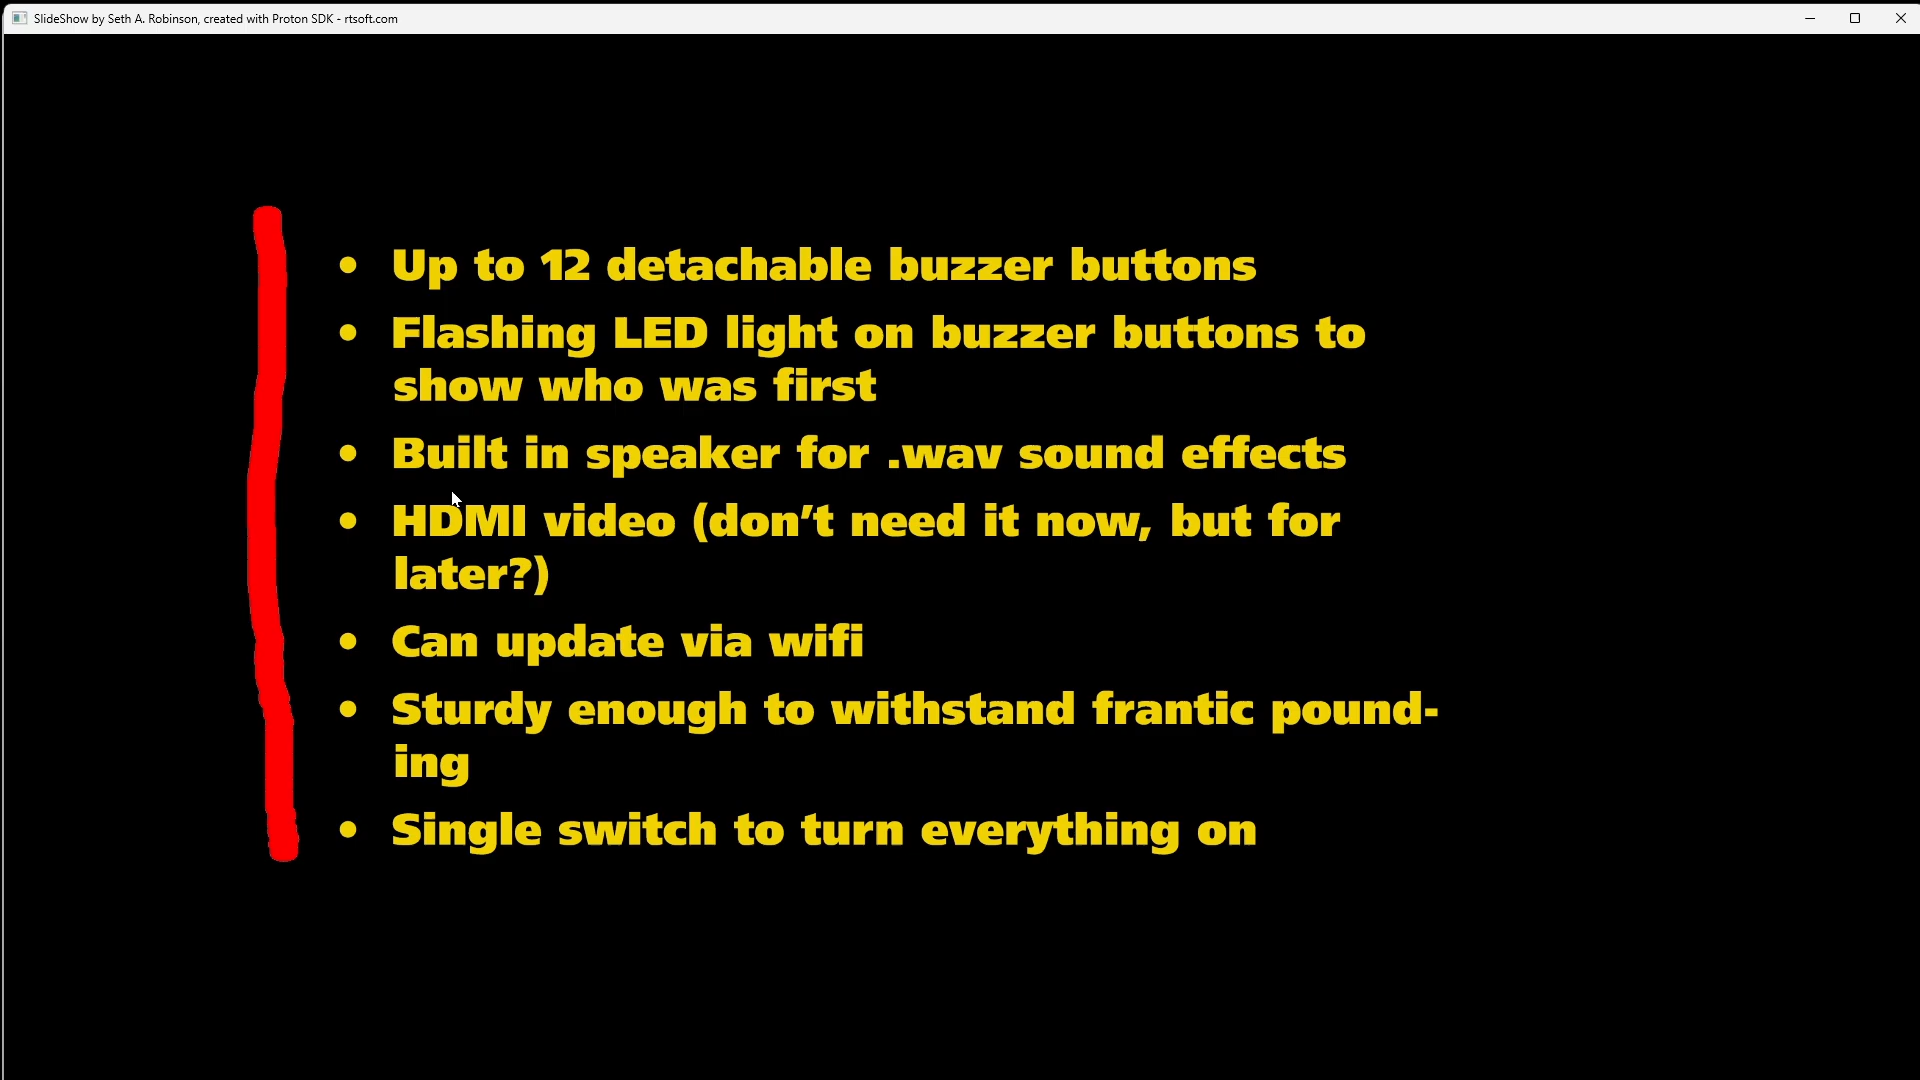 SlideShow by Seth A. Robinson, created with Proton SDK - rtsoft.com
• Up to 12 detachable buzzer buttons
• Flashing LED light on buzzer buttons to
show who was first
• Built in speaker for .wav sound effects
• HDMI video (don’t need it now, but for
later?)
• Can update via wifi
• Sturdy enough to withstand frantic pound-
ing
• Single switch to turn everything on